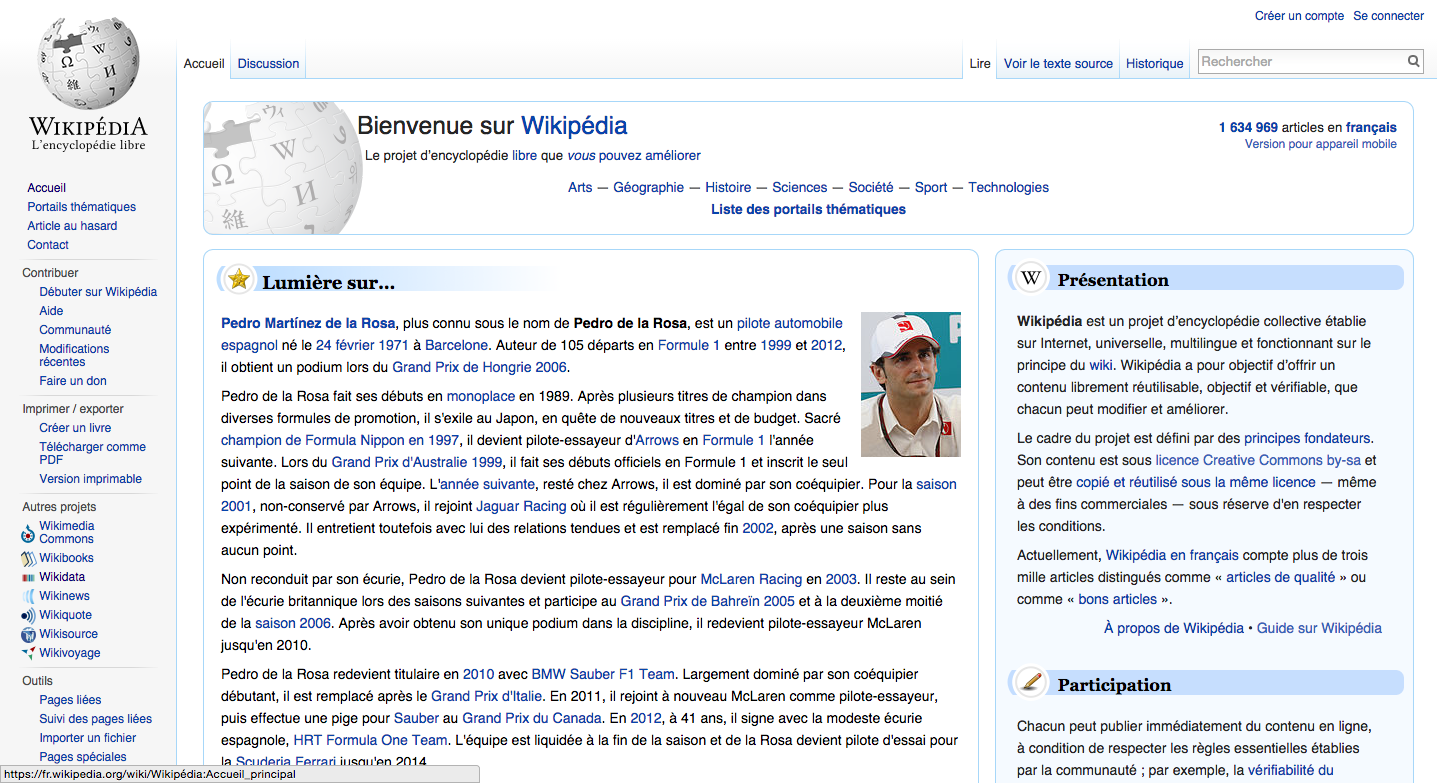 Créer un compte Se connecter
Accueil Discussion Lire Voir le texte source Historique Rechercher
WIKIPÉDIA
L'encyclopédie libre
Accueil
Portails thématiques
Article au hasard
Contact
Contribuer
Débuter sur Wikipédia
Aide
Communauté
Modifications
récentes
Faire un don
Imprimer / exporter
Créer un livre
Télécharger comme
PDF
Version imprimable
Autres projets
Wikimedia
Commons
Wikibooks
Wikidata
Wikinews
Wikiquote
Wikisource
Wikivoyage
Outils
Pages liées
Suivi des pages liées
Importer un fichier
Pages spéciales
Bienvenue sur Wikipédia
Le projet d'encyclopédie libre que vous pouvez améliorer
1 634 969 articles en français
Version pour appareil mobile
Arts — Géographie — Histoire — Sciences — Société — Sport — Technologies
Liste des portails thématiques
Lumière sur...
Pedro Martínez de la Rosa, plus connu sous le nom de Pedro de la Rosa, est un pilote automobile
espagnol né le 24 février 1971 à Barcelone. Auteur de 105 départs en Formule 1 entre 1999 et 2012,
il obtient un podium lors du Grand Prix de Hongrie 2006.
Pedro de la Rosa fait ses débuts en monoplace en 1989. Après plusieurs titres de champion dans
diverses formules de promotion, il s'exile au Japon, en quête de nouveaux titres et de budget. Sacré
champion de Formula Nippon en 1997, il devient pilote-essayeur d'Arrows en Formule 1 l'année
suivante. Lors du Grand Prix d'Australie 1999, il fait ses débuts officiels en Formule 1 et inscrit le seul
point de la saison de son équipe. L'année suivante, resté chez Arrows, il est dominé par son coéquipier. Pour la saison
2001, non-conservé par Arrows, il rejoint Jaguar Racing où il est régulièrement l'égal de son coéquipier plus
expérimenté. Il entretient toutefois avec lui des relations tendues et est remplacé fin 2002, après une saison sans
aucun point.
Non reconduit par son écurie, Pedro de la Rosa devient pilote-essayeur pour McLaren Racing en 2003. Il reste au sein
de l'écurie britannique lors des saisons suivantes et participe au Grand Prix de Bahreïn 2005 et à la deuxième moitié
de la saison 2006. Après avoir obtenu son unique podium dans la discipline, il redevient pilote-essayeur McLaren
jusqu'en 2010.
Pedro de la Rosa redevient titulaire en 2010 avec BMW Sauber F1 Team. Largement dominé par son coéquipier
débutant, il est remplacé après le Grand Prix d'Italie. En 2011, il rejoint à nouveau McLaren comme pilote-essayeur,
puis effectue une pige pour Sauber au Grand Prix du Canada. En 2012, à 41 ans, il signe avec la modeste écurie
espagnole, HRT Formula One Team. L'équipe est liquidée à la fin de la saison et de la Rosa devient pilote d'essai pour
la Scuderia Ferrari jusqu'en 2014.
Présentation
Wikipédia est un projet d'encyclopédie collective établie
sur Internet, universelle, multilingue et fonctionnant sur le
principe du wiki. Wikipédia a pour objectif d'offrir un
contenu librement réutilisable, objectif et vérifiable, que
chacun peut modifier et améliorer.
Le cadre du projet est défini par des principes fondateurs.
Son contenu est sous licence Creative Commons by-sa et
peut être copié et réutilisé sous la même licence — même
à des fins commerciales — sous réserve d'en respecter
les conditions.
Actuellement, Wikipédia en français compte plus de trois
mille articles distingués comme « articles de qualité » ou
comme « bons articles ».
À propos de Wikipédia • Guide sur Wikipédia
Participation
Chacun peut publier immédiatement du contenu en ligne,
à condition de respecter les règles essentielles établies
par la communauté ; par exemple, la vérifiabilité du
https://fr.wikipedia.org/wiki/Wikipédia:Accueil_principal